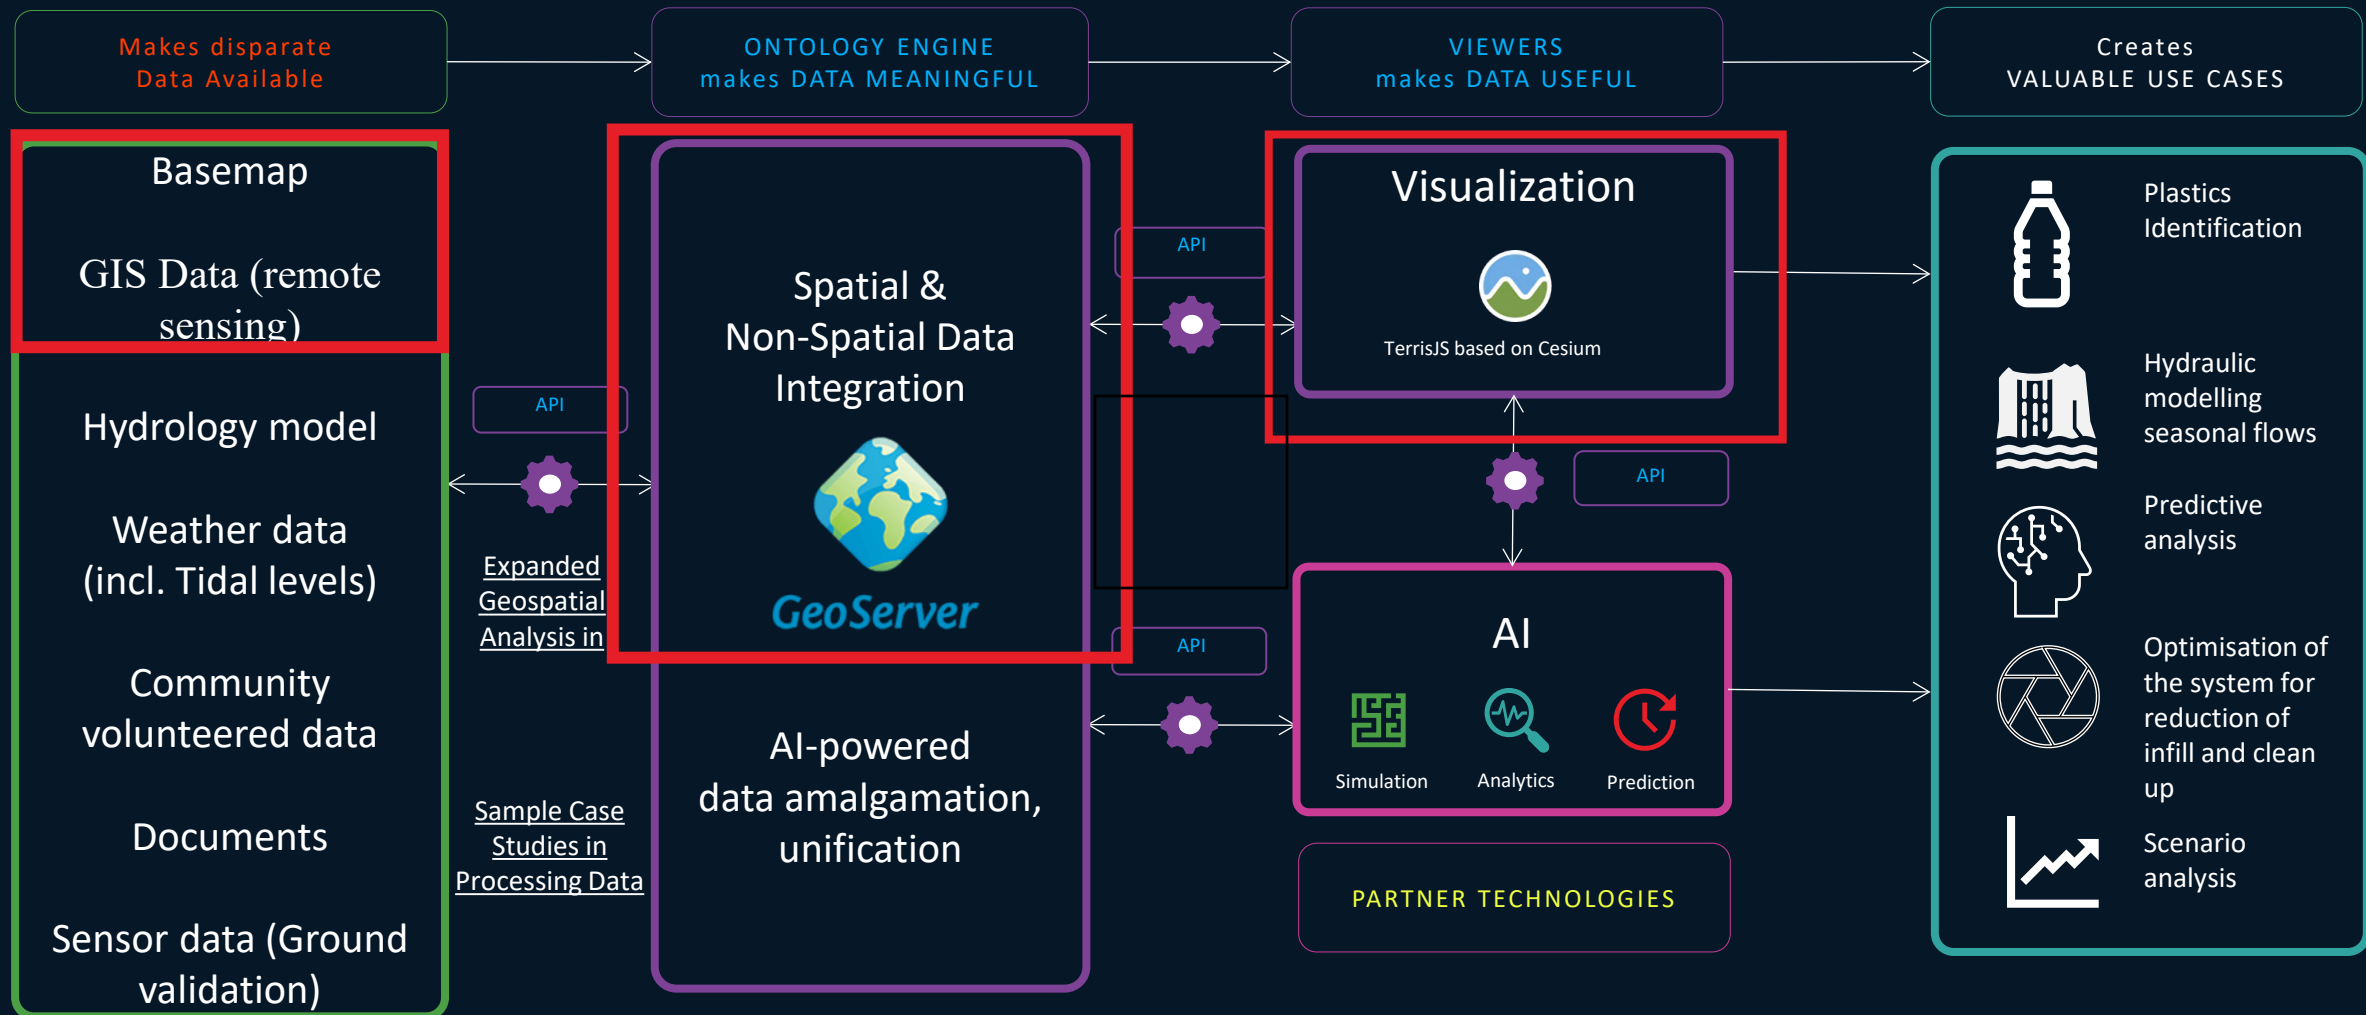 Makes disparate
Data Available
ONTOLOGY ENGINE
makes DATA MEANINGFUL
VIEWERS
makes DATA USEFUL
Creates
VALUABLE USE CASES
Basemap
GIS Data (remote
sensing)
Hydrology model
Weather data
(incl. Tidal levels)
Community
volunteered data
Documents
Sensor data (Ground
validation)
API
Expanded
Geospatial
Analysis in
Sample Case
Studies in
Processing Data
Spatial &
Non-Spatial Data
Integration
GeoServer
AI-powered
data amalgamation,
unification
API
API
Visualization
TerrisJS based on Cesium
API
AI
Simulation
Analytics
Prediction
PARTNER TECHNOLOGIES
Plastics
Identification
Hydraulic
modelling
seasonal flows
Predictive
analysis
Optimisation of
the system for
reduction of
infill and clean
up
Scenario
analysis